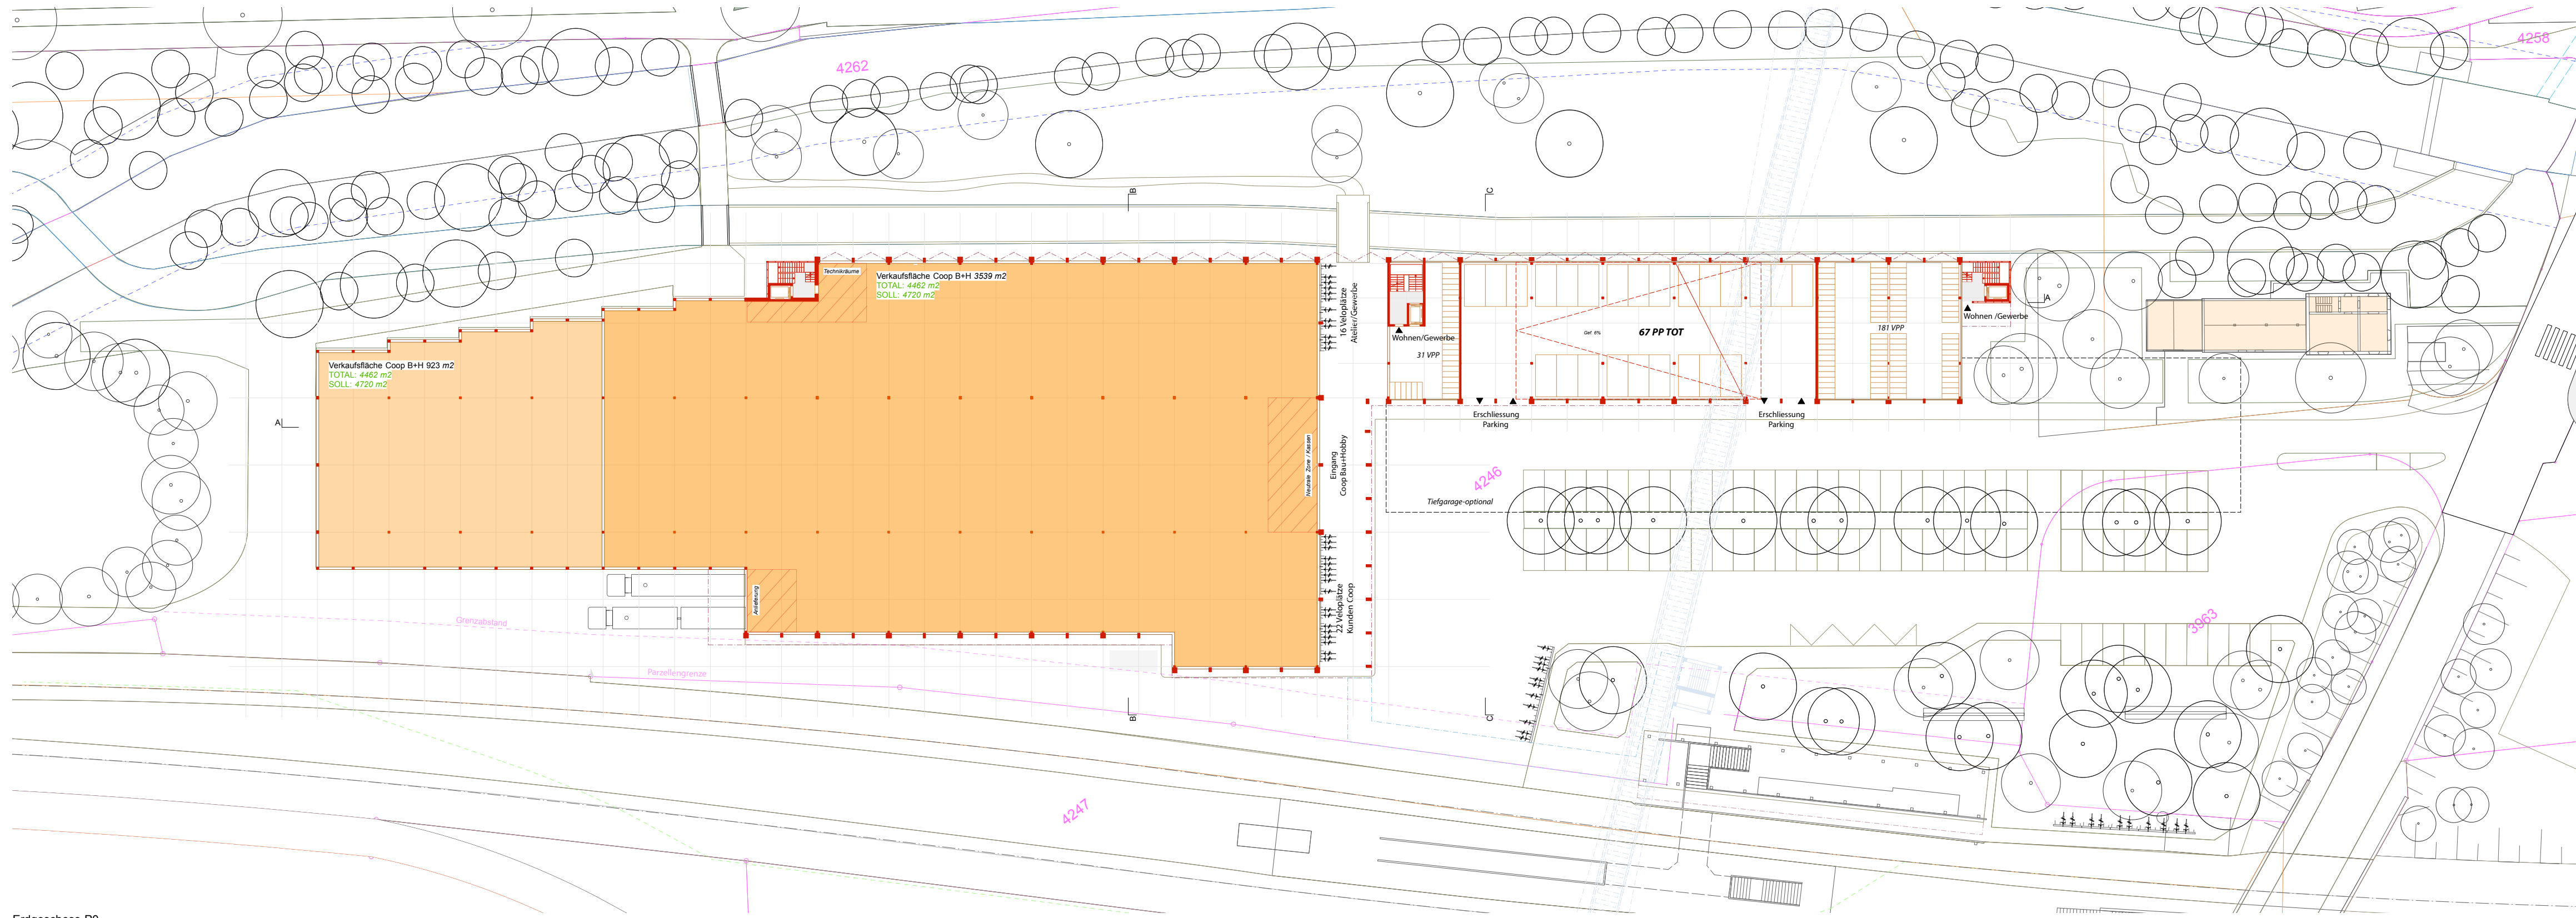 4258
4262
B
C
Technikräume
Verkaufsfläche Coop B+H 3539 m2
TOTAL: 4462 m2
SOLL: 4720 m2
16 Veloplätze
Atelier/Gewerbe
Wohnen/Gewerbe
31 VPP
Gef. 6%
67 PP TOT
181 VPP
A
Wohnen /Gewerbe
Verkaufsfläche Coop B+H 923 m2
TOTAL: 4462 m2
SOLL: 4720 m2
A
Erschliessung
Parking
Erschliessung
Parking
Neutrale Zone / Kassen
Eingang
Coop Bau+Hobby
4246
Tiefgarage-optional
Anlieferung
22 Veloplätze
Kunden Coop
Grenzabstand
3963
Parzellengrenze
B
C
4247